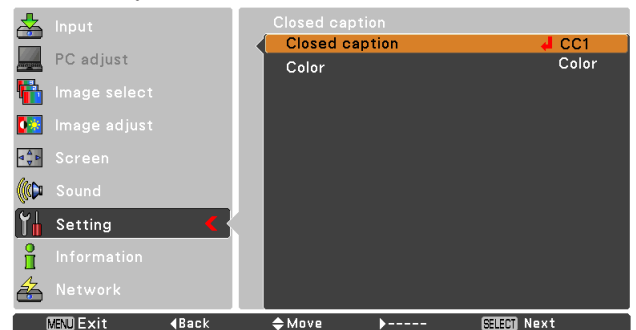 Input
PC adjust
Image select
Image adjust
Screen
Sound
Setting
Information
Network
Closed caption
Closed caption CC1
Color Color
MENU Exit ◀Back Move ▶----- SELECT Next